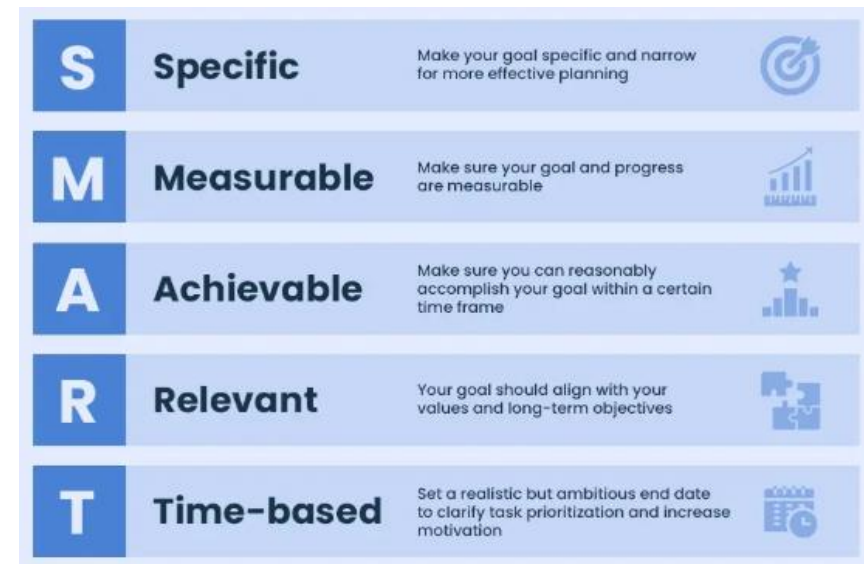 S
Specific
Make your goal specific and narrow
for more effective planning
M
Measurable
Make sure your goal and progress
are measurable
A
Achievable
Make sure you can reasonably
accomplish your goal within a certain
time frame
R
Relevant
Your goal should align with your
values and long-term objectives
T
Time-based
Set a realistic but ambitious end date
to clarify task prioritization and increase
motivation